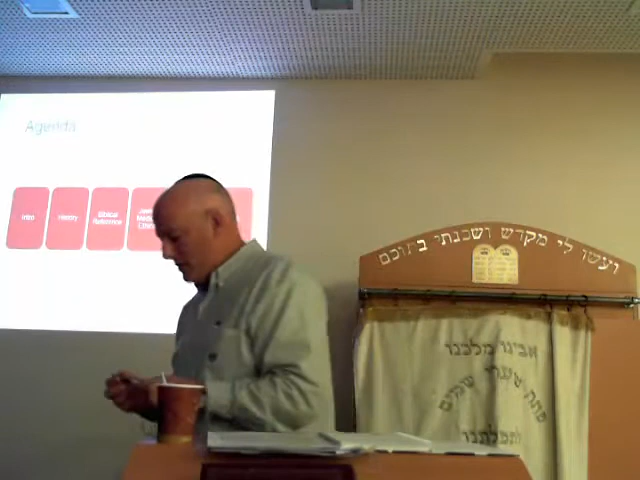 Agenda
Intro
History
Biblical Reference
ועשו לי מקדש ושכנתי בתוכם
אבינו מלכנו
פתח שערי שמים
לתפלתנו